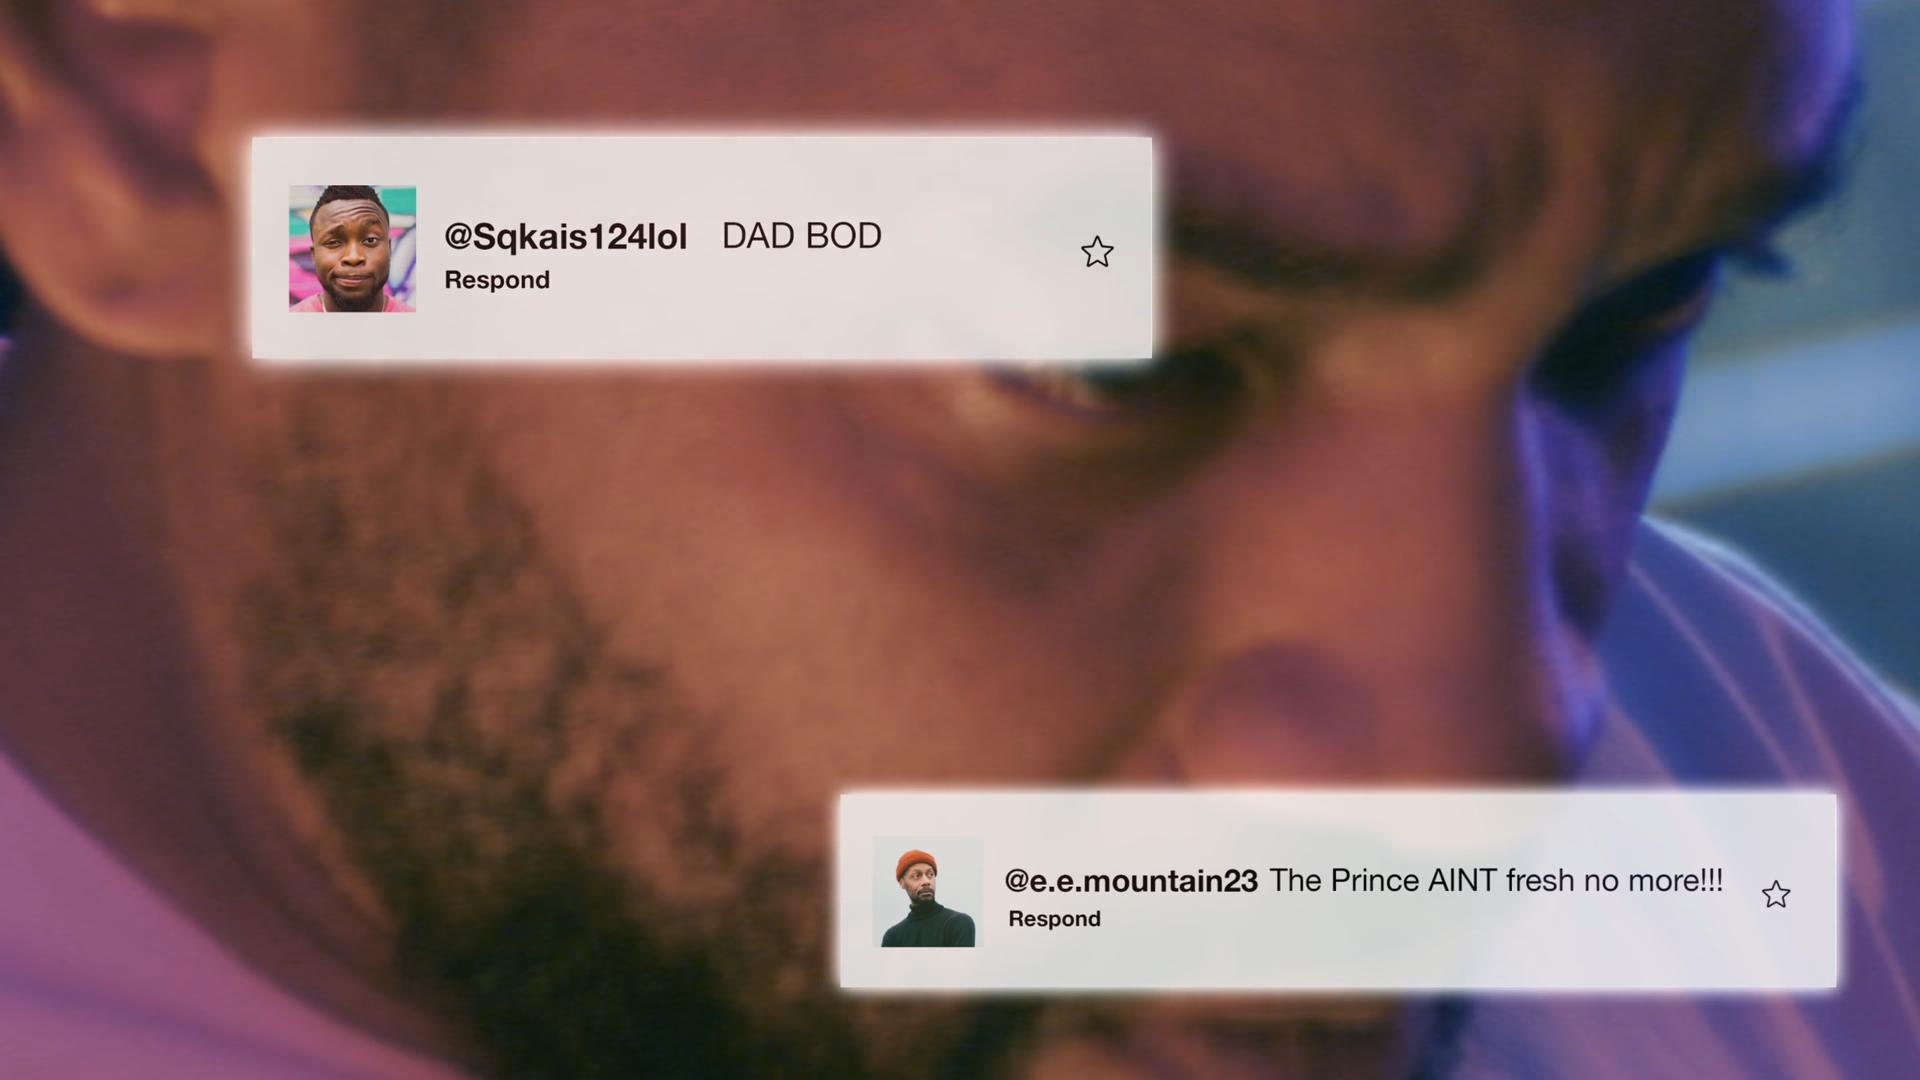 @Sqkais124lol DAD BOD
Respond
@e.e.mountain23 The Prince AINT fresh no more!!!
Respond